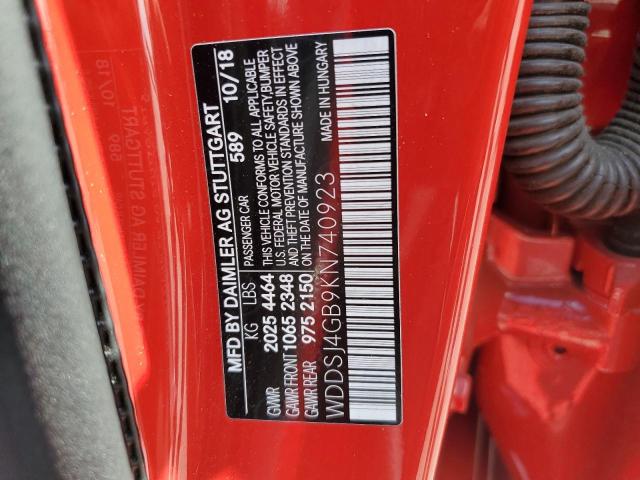 MFD BY DAIMLER AG STUTTGART
PASSENGER CAR 589 10/18
KG LBS THIS VEHICLE CONFORMS TO ALL APPLICABLE
GVWR 2025 4464 U.S. FEDERAL MOTOR VEHICLE SAFETY, BUMPER
GAWR FRONT 1065 2348 AND THEFT PREVENTION STANDARDS IN EFFECT
GAWR REAR 975 2150 ON THE DATE OF MANUFACTURE SHOWN ABOVE
WDDSJ4GB9KN740923 MADE IN HUNGARY